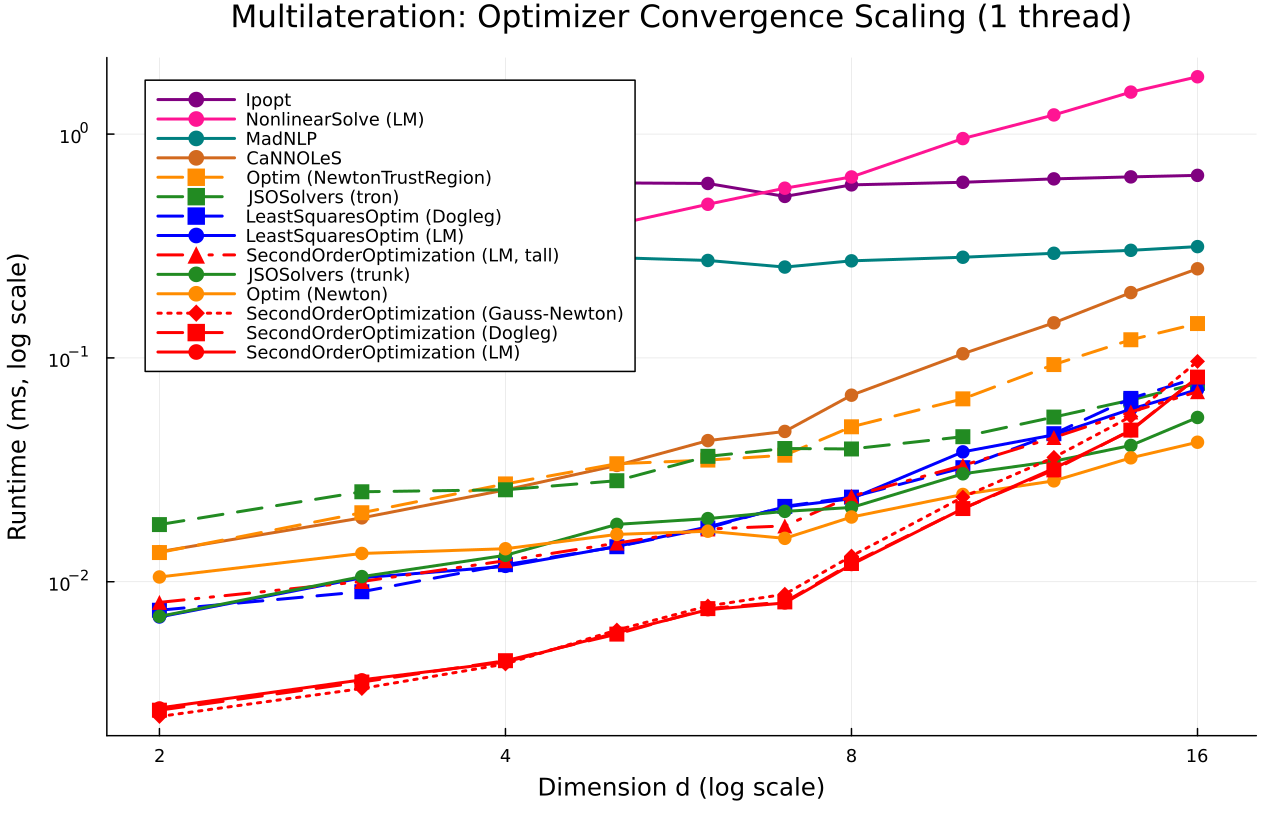 Multilateration: Optimizer Convergence Scaling (1 thread)
Ipopt
NonlinearSolve (LM)
MadNLP
CaNNOLeS
Optim (NewtonTrustRegion)
JSOSolvers (tron)
LeastSquaresOptim (Dogleg)
LeastSquaresOptim (LM)
SecondOrderOptimization (LM, tall)
JSOSolvers (trunk)
Optim (Newton)
SecondOrderOptimization (Gauss-Newton)
SecondOrderOptimization (Dogleg)
SecondOrderOptimization (LM)
Runtime (ms, log scale)
10⁰
10⁻¹
10⁻²
2 4 8 16
Dimension d (log scale)